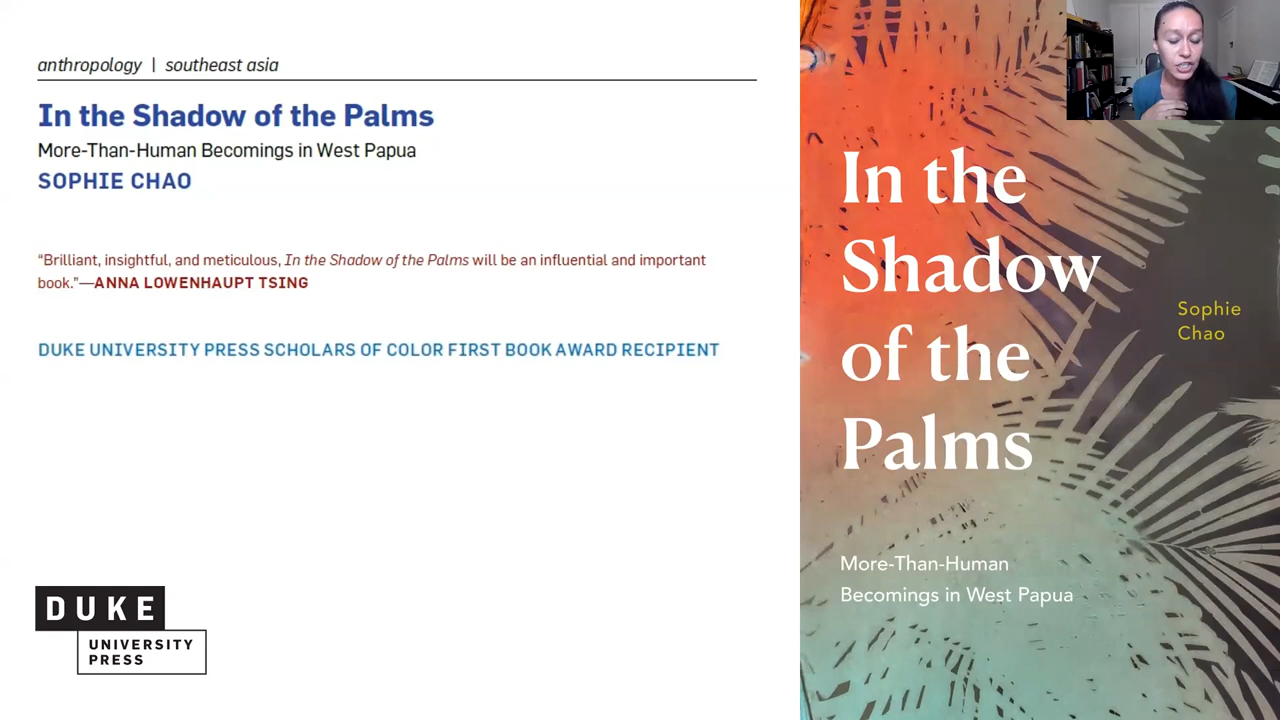 anthropology | southeast asia
In the Shadow of the Palms
More-Than-Human Becomings in West Papua
SOPHIE CHAO
“Brilliant, insightful, and meticulous, In the Shadow of the Palms will be an influential and important
book.”—ANNA LOWENHAUPT TSING
DUKE UNIVERSITY PRESS SCHOLARS OF COLOR FIRST BOOK AWARD RECIPIENT
DUKE
UNIVERSITY
PRESS
In the
Shadow
of the
Palms
Sophie
Chao
More-Than-Human
Becomings in West Papua